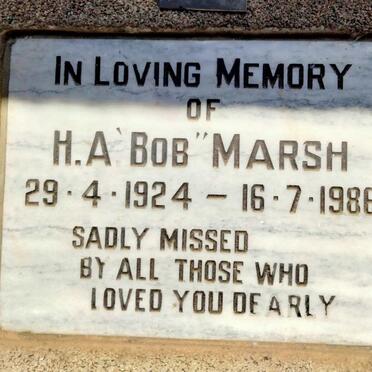 IN LOVING MEMORY
OF
H.A 'BOB" MARSH
29·4·1924 – 16·7·1986
SADLY MISSED
BY ALL THOSE WHO
LOVED YOU DEARLY